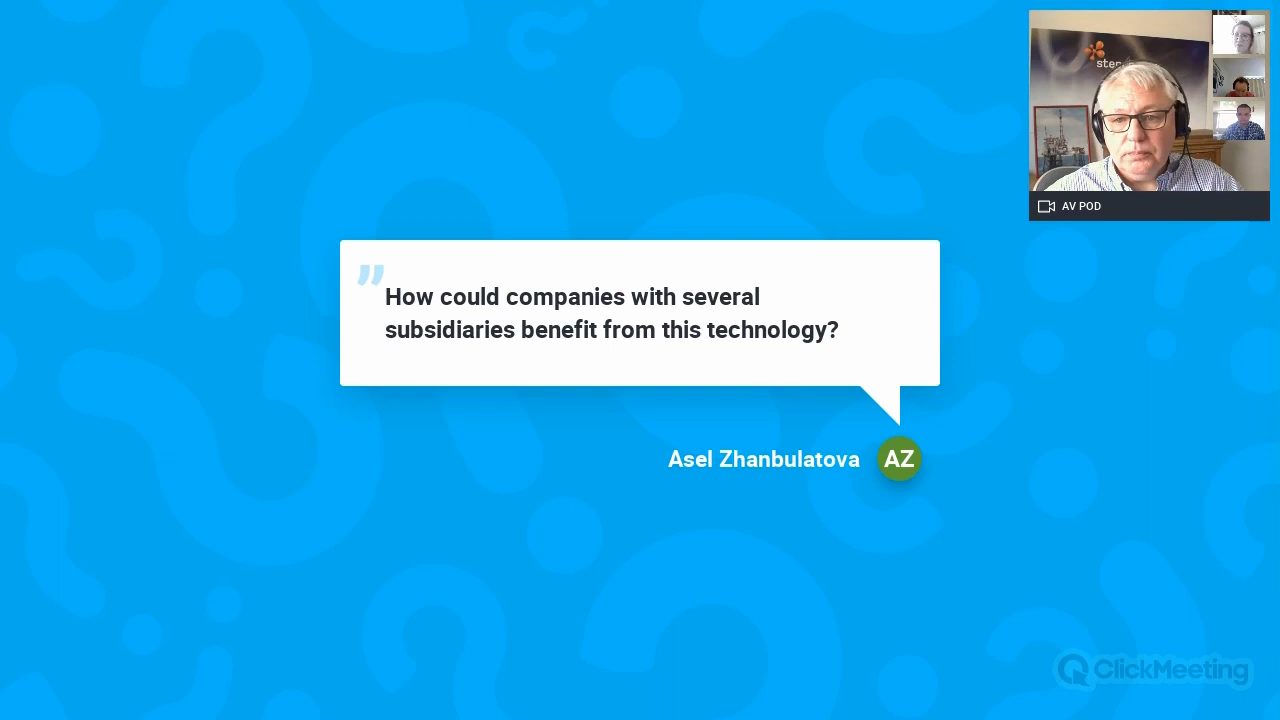 How could companies with several
subsidiaries benefit from this technology?
Asel Zhanbulatova
AZ
AV POD
ClickMeeting